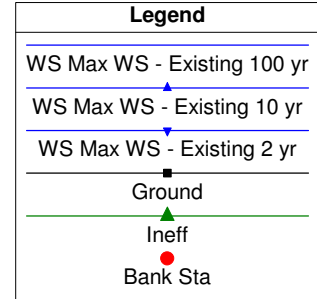 Legend
WS Max WS - Existing 100 yr
WS Max WS - Existing 10 yr
WS Max WS - Existing 2 yr
Ground
Ineff
Bank Sta